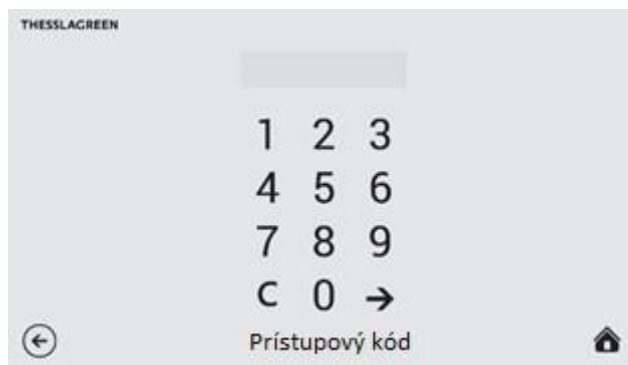 THESSLAGREEN
1 2 3
4 5 6
7 8 9
C 0 →
Prístupový kód